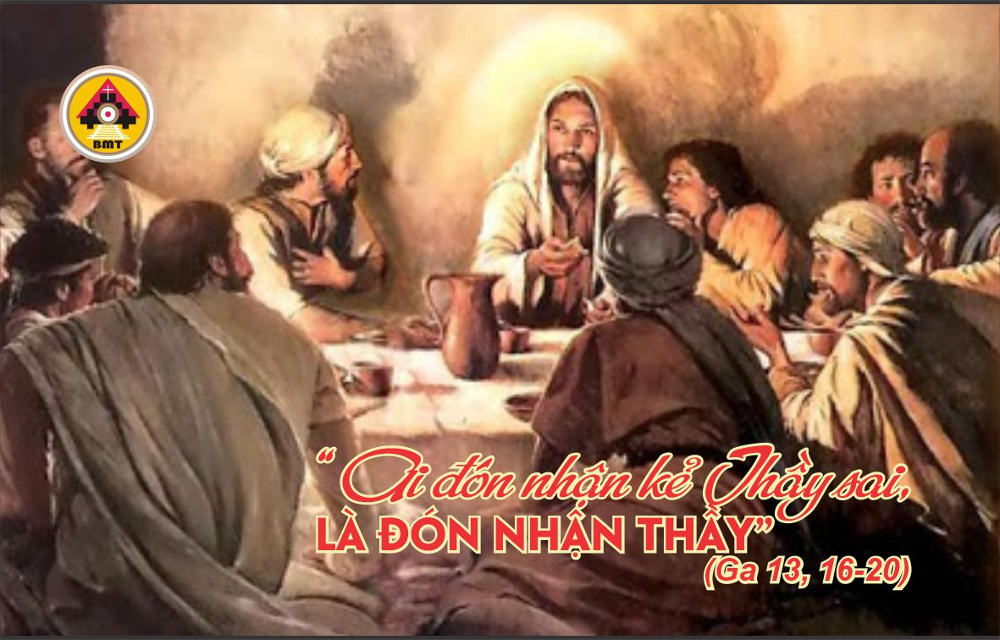 BMT
“Ai đón nhận kẻ Thầy sai,
LÀ ĐÓN NHẬN THẦY”
(Ga 13, 16-20)